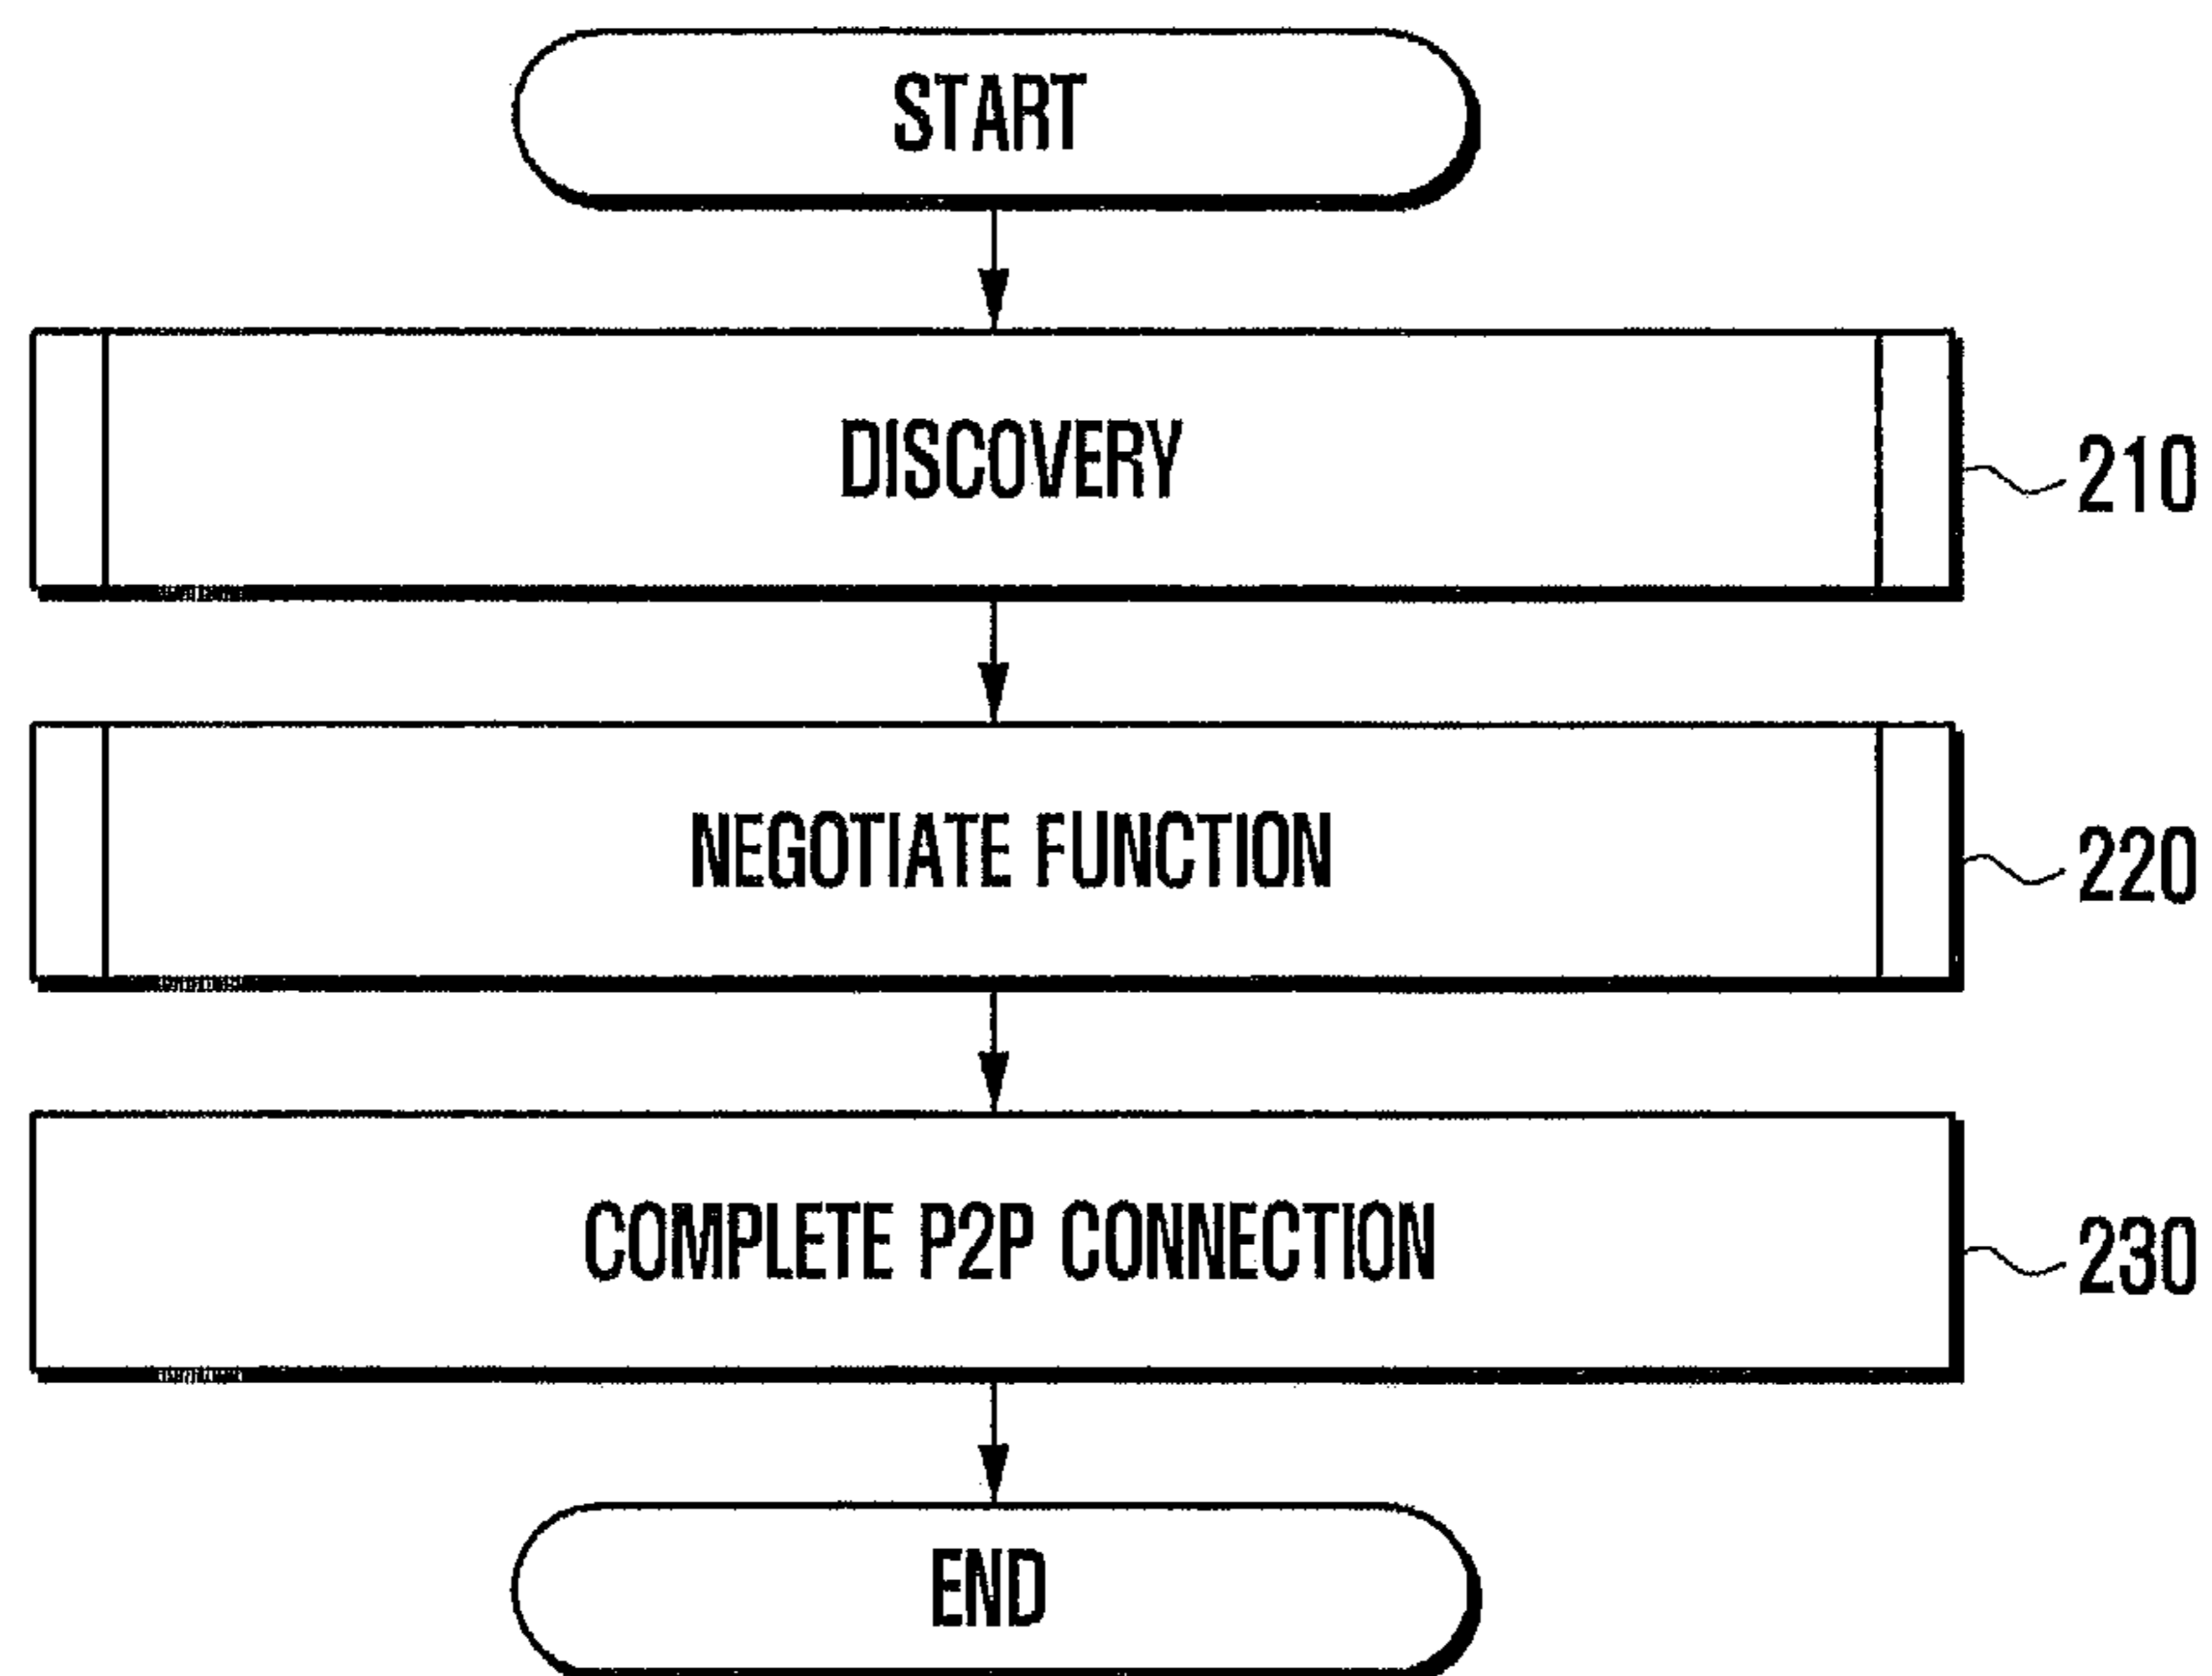 START
DISCOVERY
210
NEGOTIATE FUNCTION
220
COMPLETE P2P CONNECTION
230
END